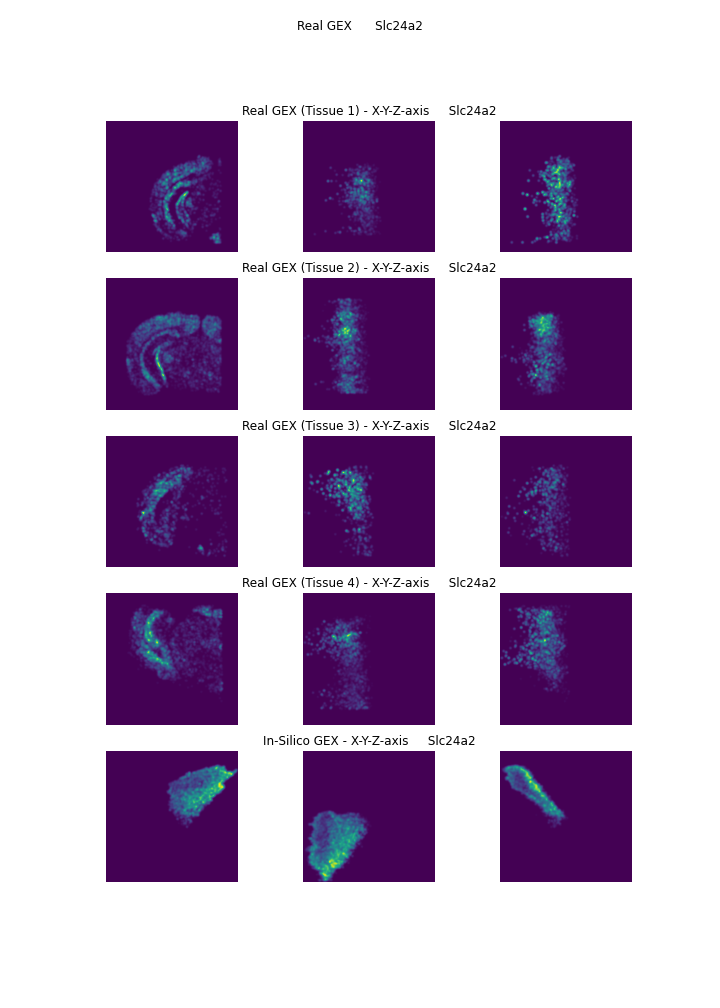 Real GEX Slc24a2
Real GEX (Tissue 1) - X-Y-Z-axis Slc24a2
Real GEX (Tissue 2) - X-Y-Z-axis Slc24a2
Real GEX (Tissue 3) - X-Y-Z-axis Slc24a2
Real GEX (Tissue 4) - X-Y-Z-axis Slc24a2
In-Silico GEX - X-Y-Z-axis Slc24a2